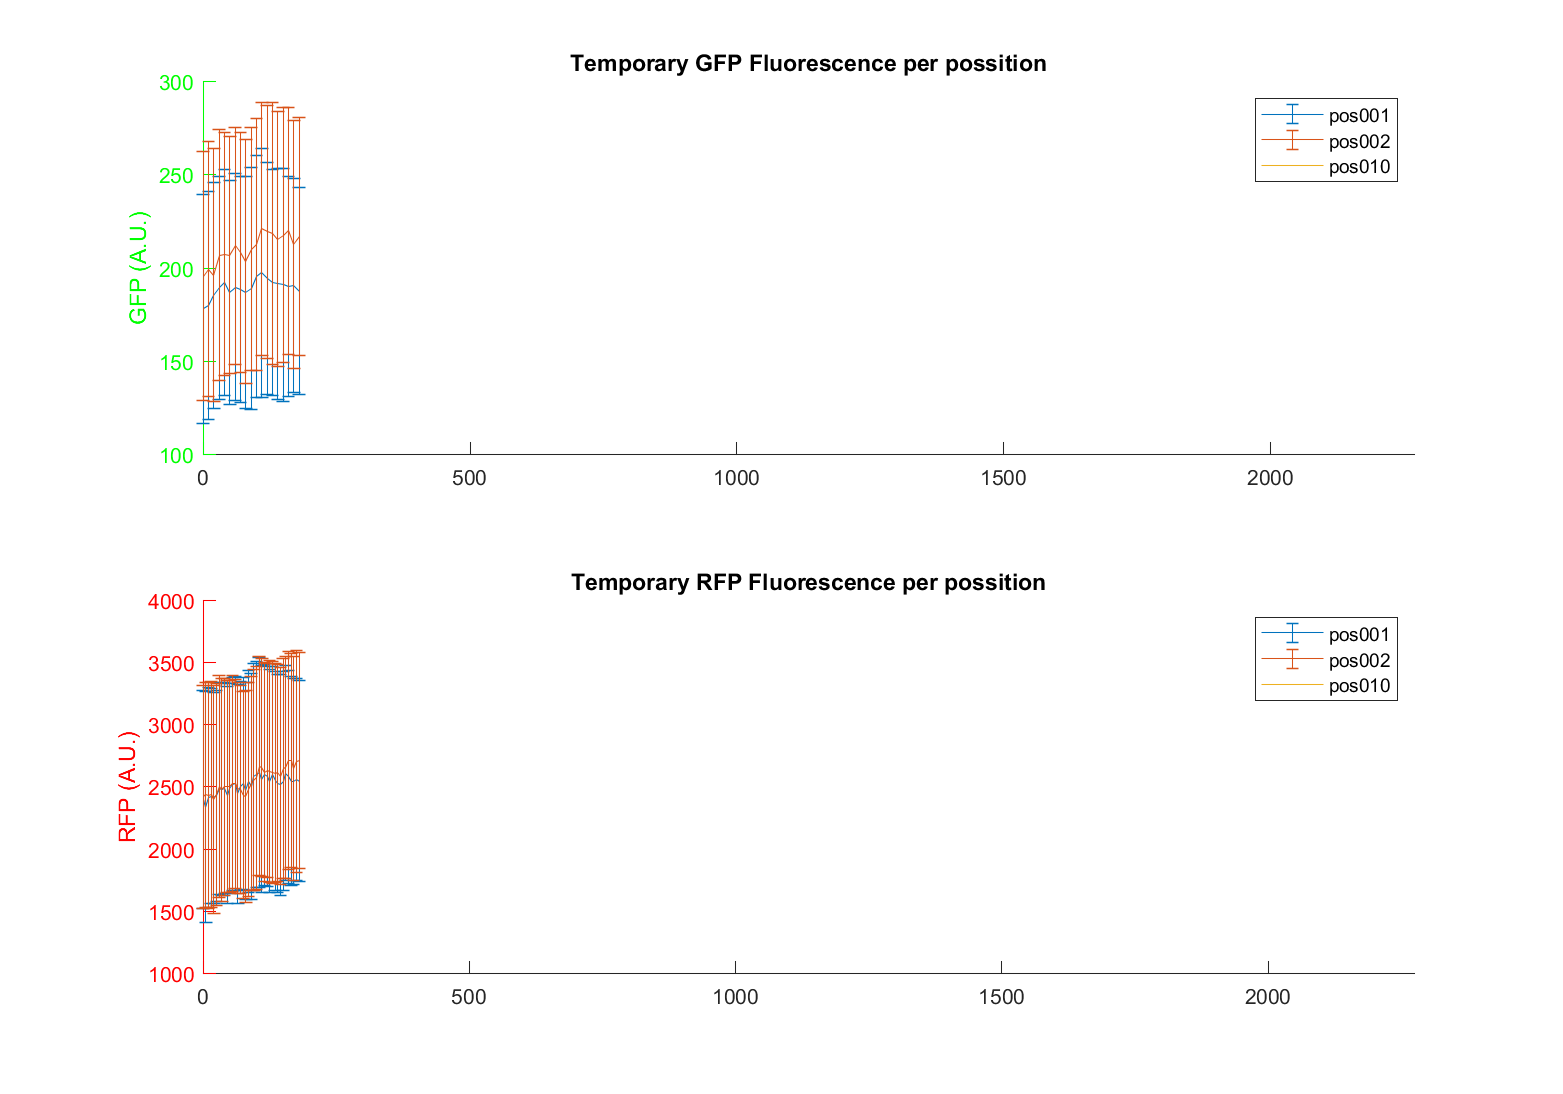 Temporary GFP Fluorescence per possition
300
250
200
150
100
GFP (A.U.)
pos001
pos002
pos010
0 500 1000 1500 2000
Temporary RFP Fluorescence per possition
4000
3500
3000
2500
2000
1500
1000
RFP (A.U.)
pos001
pos002
pos010
0 500 1000 1500 2000